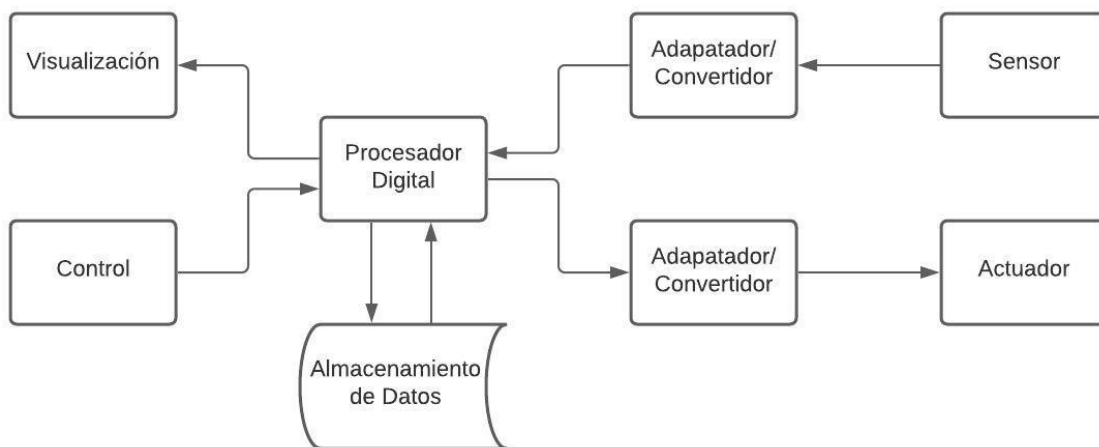 Visualización
Adapatador/
Convertidor
Sensor
Procesador
Digital
Control
Adapatador/
Convertidor
Actuador
Almacenamiento
de Datos